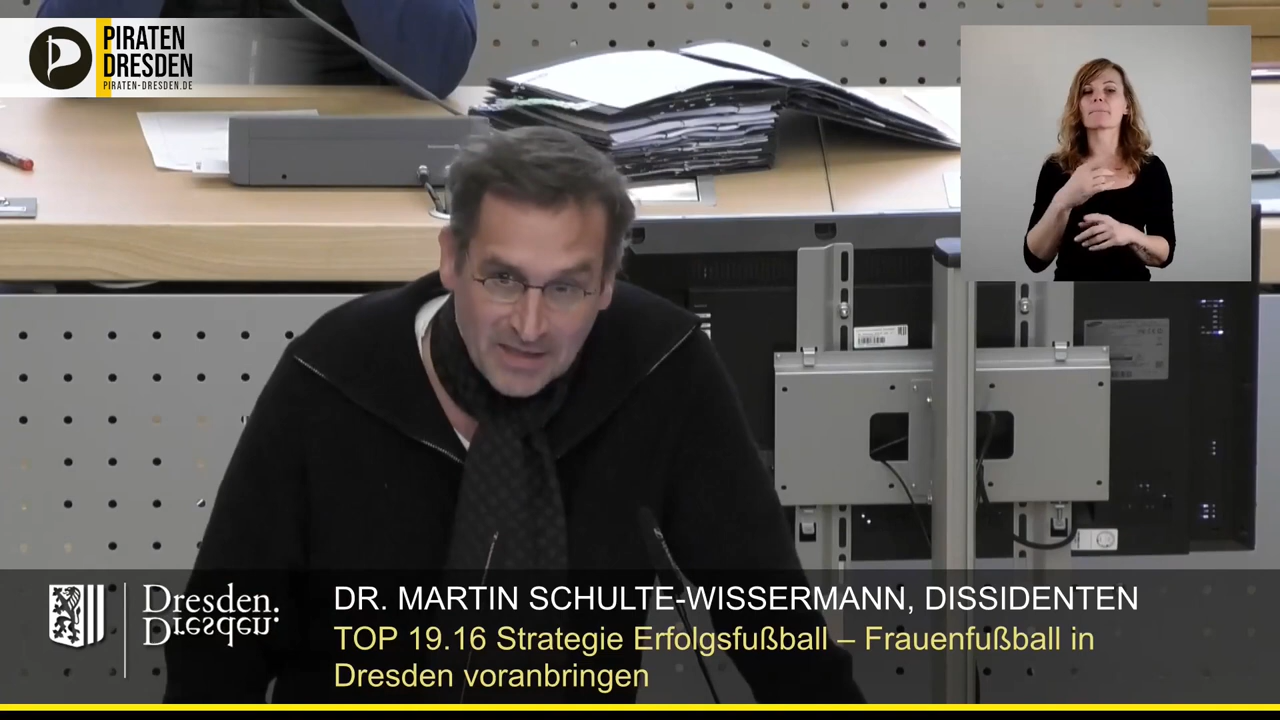 PIRATEN
DRESDEN
PIRATEN-DRESDEN.DE
Dresden.
Dresden.
DR. MARTIN SCHULTE-WISSERMANN, DISSIDENTEN
TOP 19.16 Strategie Erfolgsfußball – Frauenfußball in
Dresden voranbringen